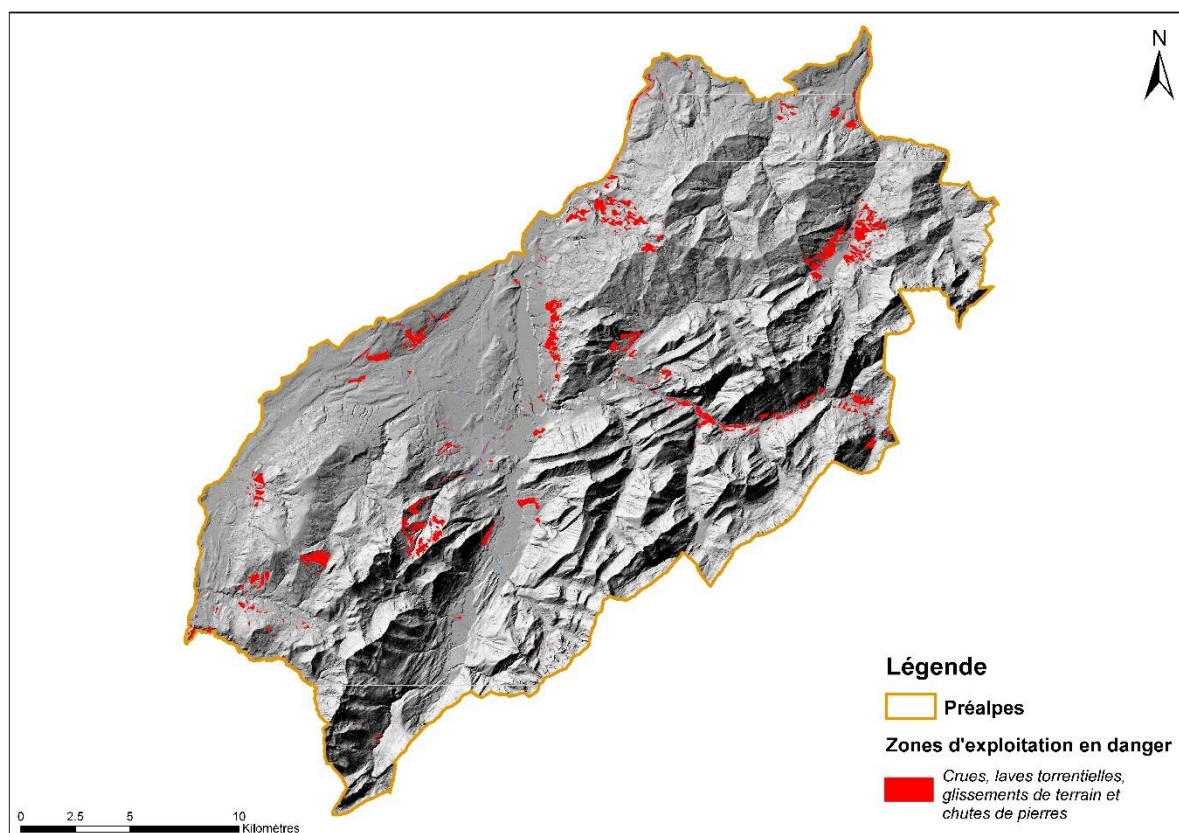 N
Légende
Préalpes
Zones d'exploitation en danger
Crues, laves torrentielles,
glissements de terrain et
chutes de pierres
0 2.5 5 10
Kilomètres